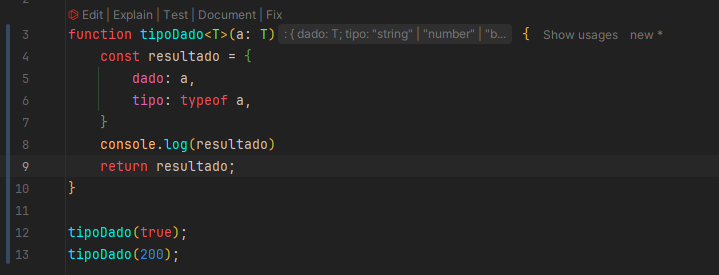 Edit | Explain | Test | Document | Fix
3 function tipoDado<T>(a: T) : { dado: T; tipo: "string" | "number" | "b... { Show usages new *
4 const resultado = {
5 dado: a,
6 tipo: typeof a,
7 }
8 console.log(resultado)
9 return resultado;
10 }
11
12 tipoDado(true);
13 tipoDado(200);